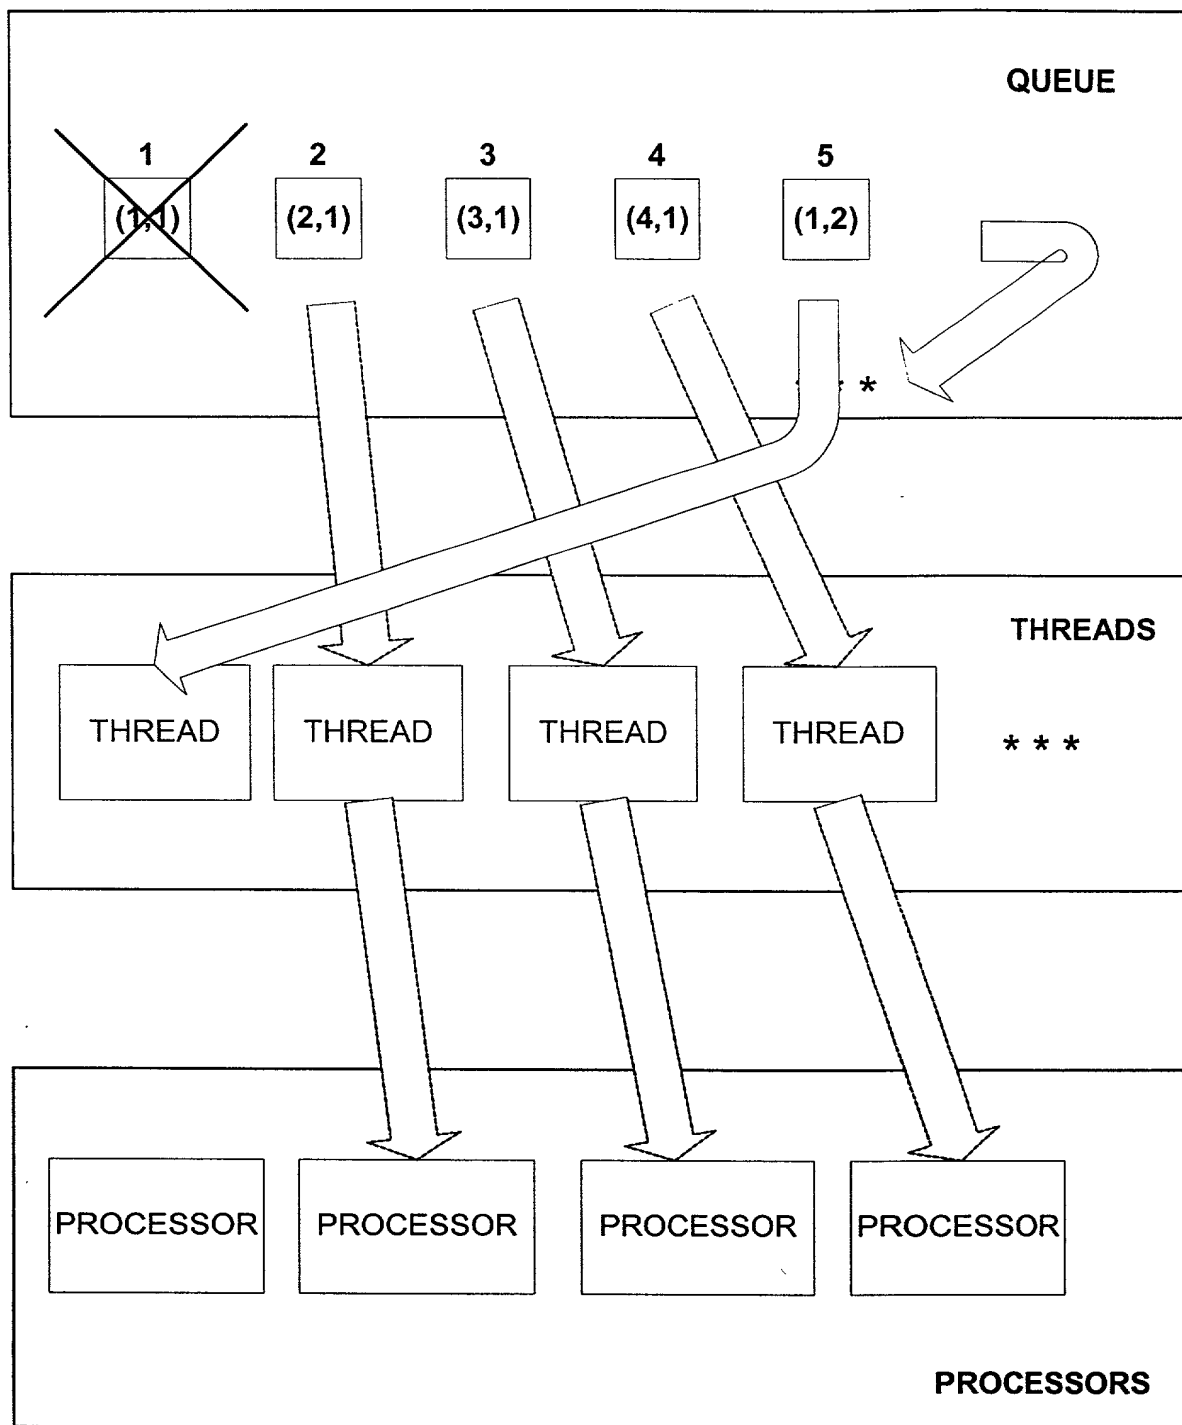 QUEUE
1 2 3 4 5
(1,1) (2,1) (3,1) (4,1) (1,2)
* * *
THREADS
THREAD THREAD THREAD THREAD
* * *
PROCESSOR PROCESSOR PROCESSOR PROCESSOR
PROCESSORS